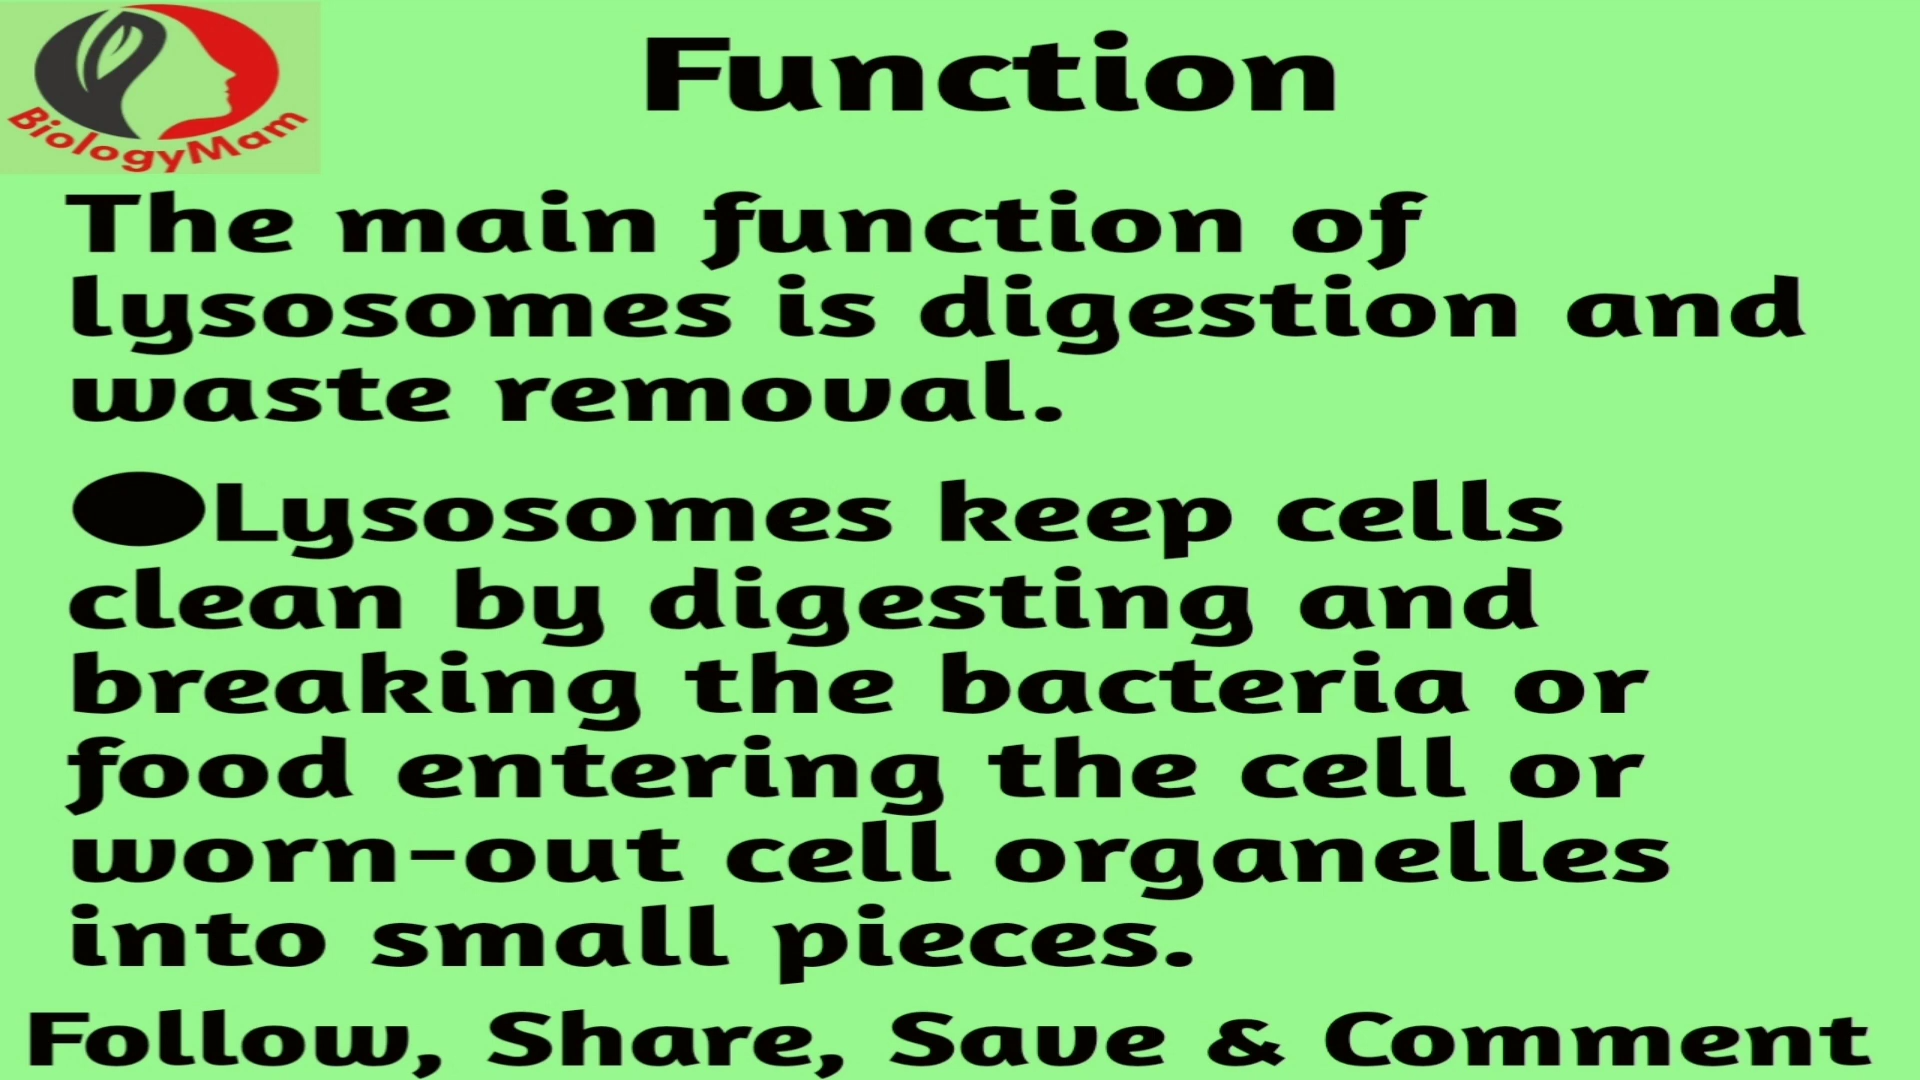 BiologyMam
Function
The main function of
lysosomes is digestion and
waste removal.
●Lysosomes keep cells
clean by digesting and
breaking the bacteria or
food entering the cell or
worn-out cell organelles
into small pieces.
Follow, Share, Save & Comment